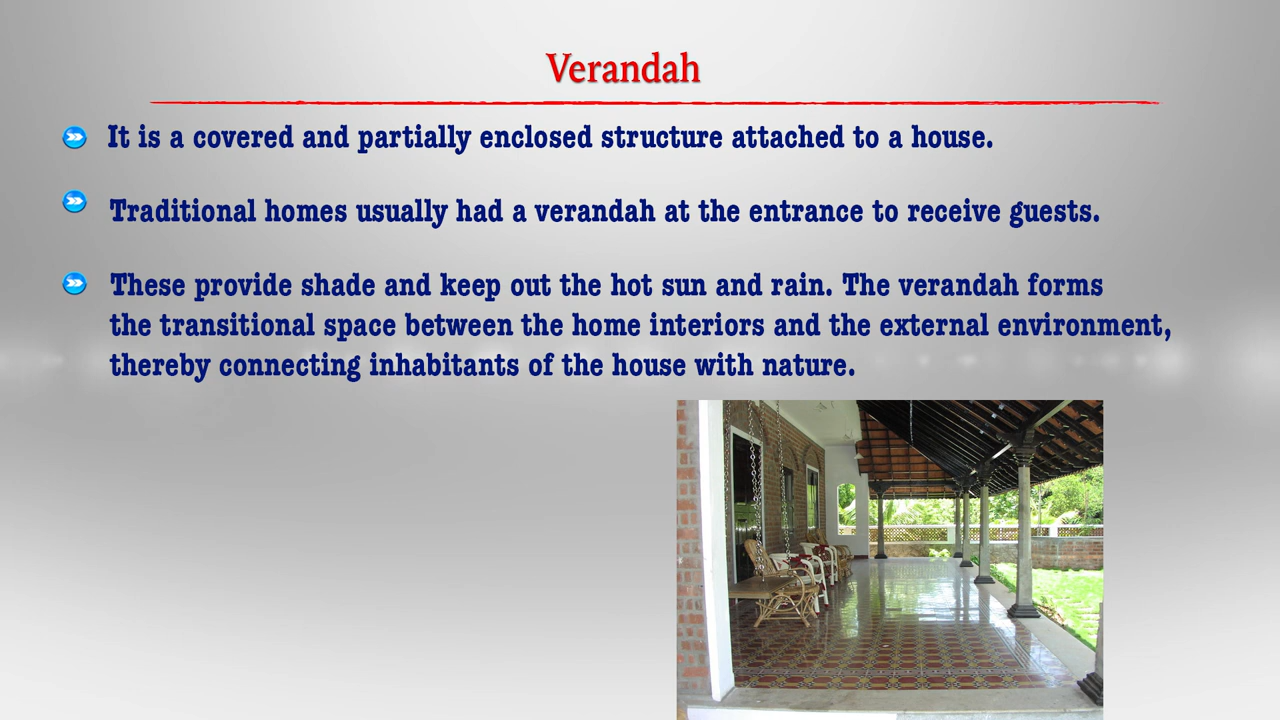 Verandah
It is a covered and partially enclosed structure attached to a house.
Traditional homes usually had a verandah at the entrance to receive guests.
These provide shade and keep out the hot sun and rain. The verandah forms
the transitional space between the home interiors and the external environment,
thereby connecting inhabitants of the house with nature.